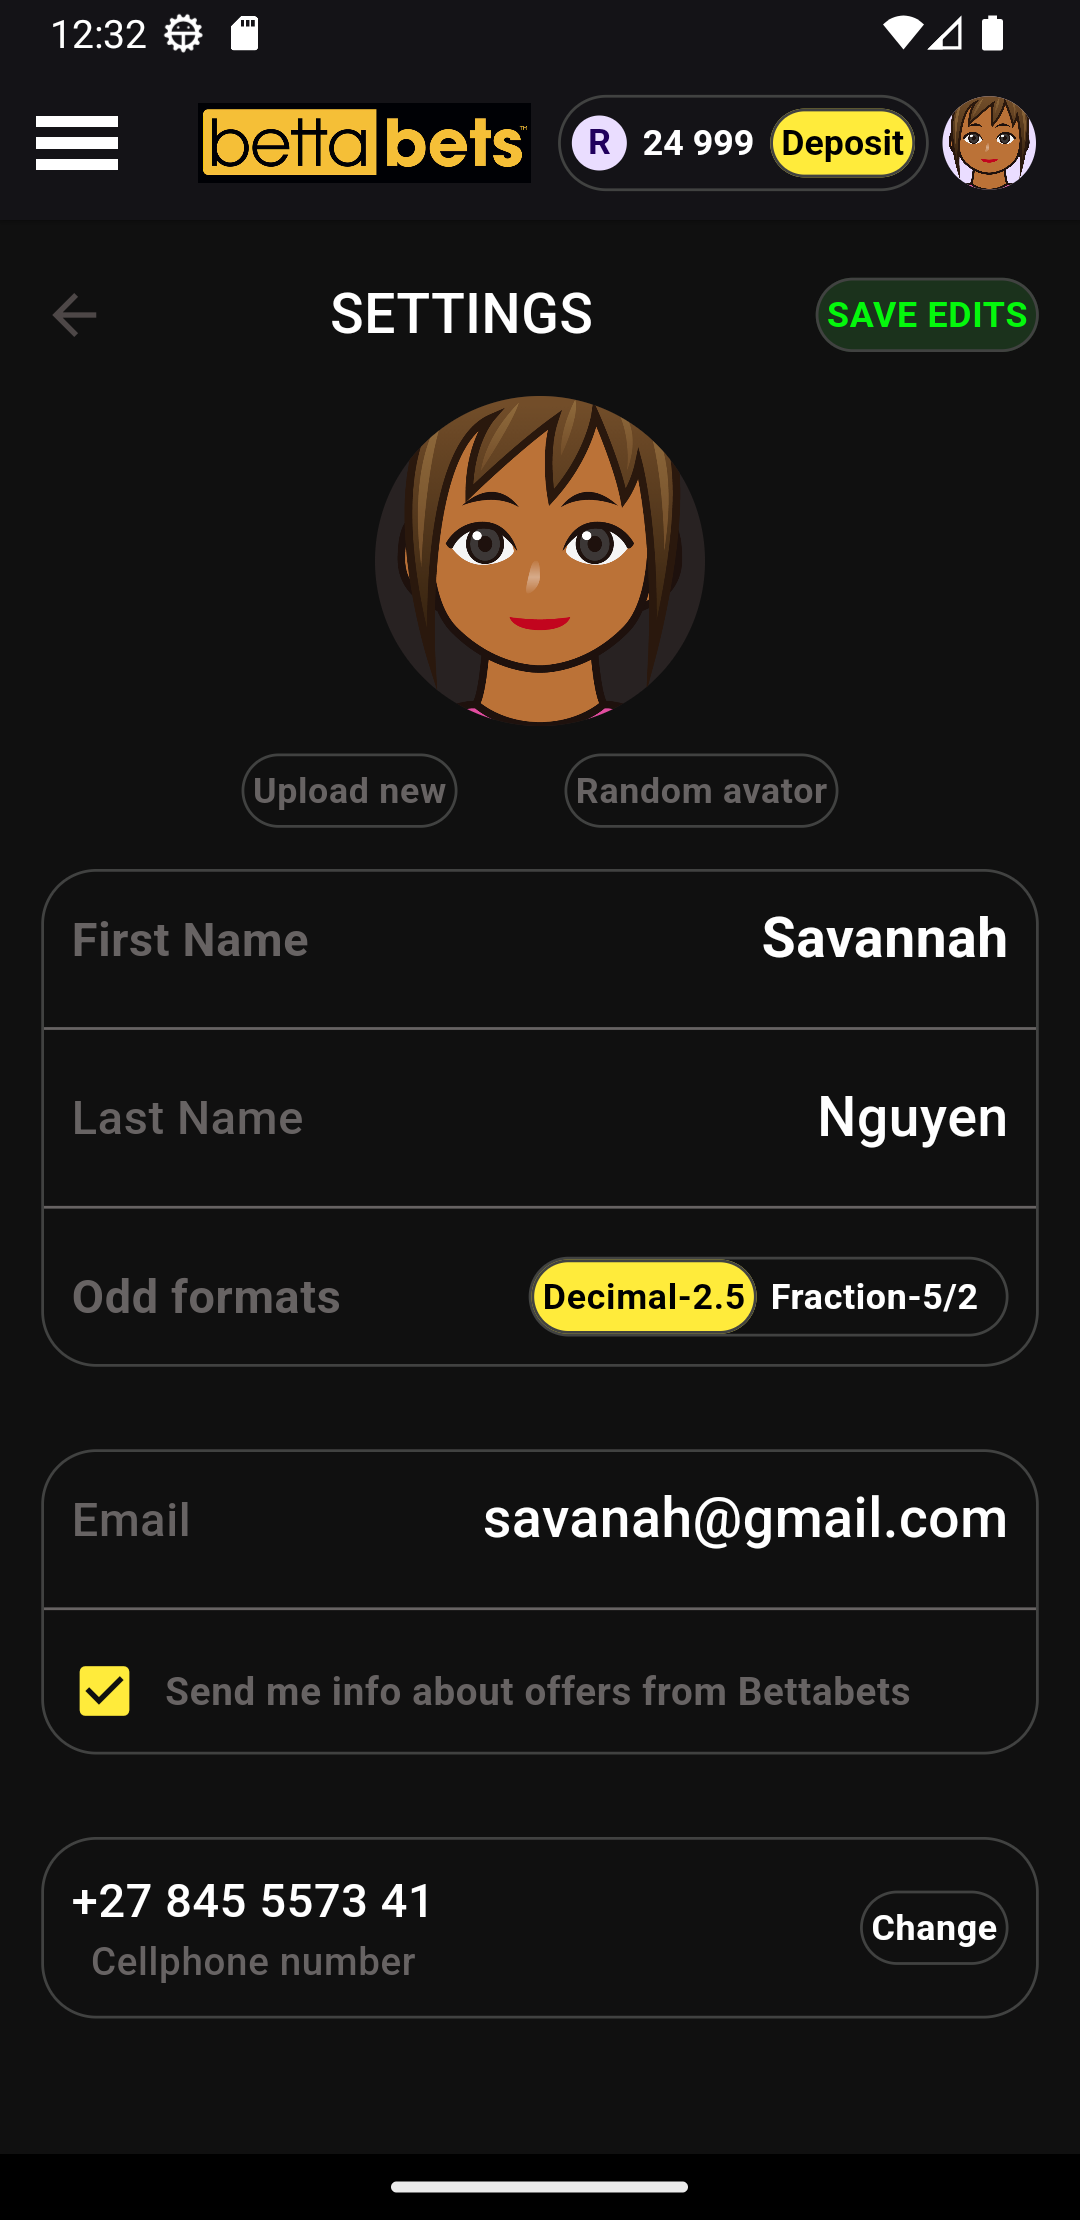 12:32
betta bets™ R 24 999 Deposit
SETTINGS SAVE EDITS
Upload new Random avator
First Name Savannah
Last Name Nguyen
Odd formats Decimal-2.5 Fraction-5/2
Email savanah@gmail.com
Send me info about offers from Bettabets
+27 845 5573 41
Cellphone number
Change